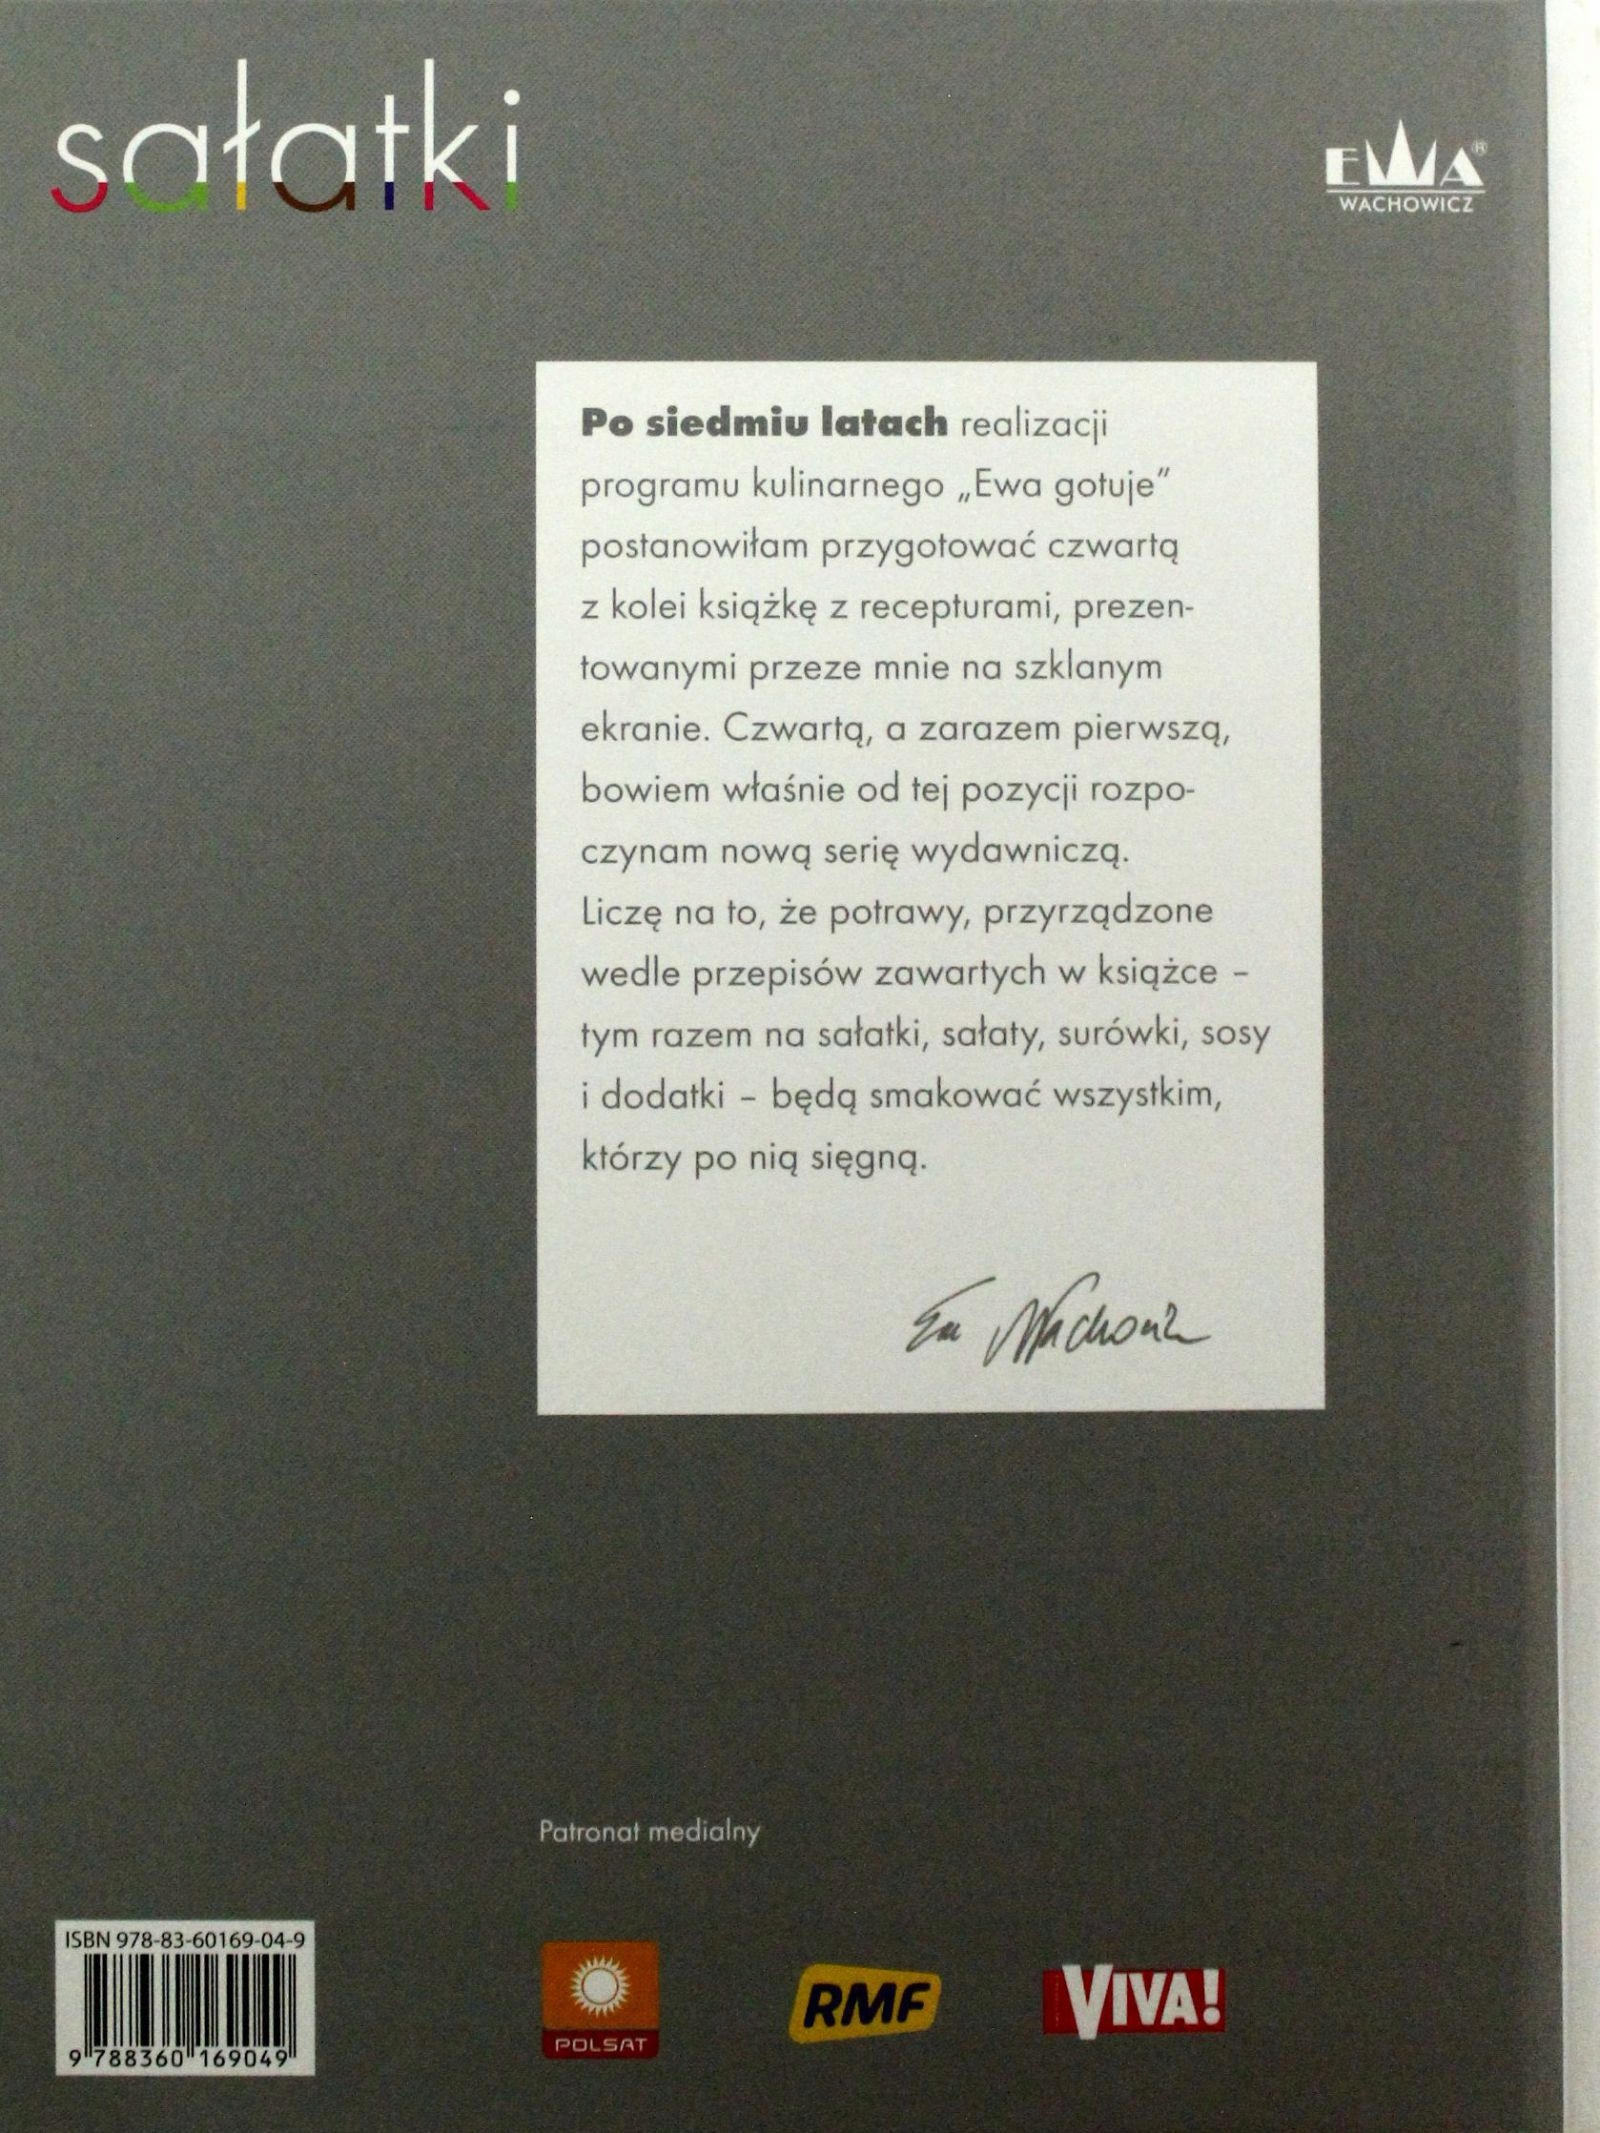 sałatki
EWA®
WACHOWICZ
Po siedmiu latach realizacji
programu kulinarnego „Ewa gotuje”
postanowiłam przygotować czwartą
z kolei książkę z recepturami, prezen-
towanymi przeze mnie na szklanym
ekranie. Czwartą, a zarazem pierwszą,
bowiem właśnie od tej pozycji rozpo-
czynam nową serię wydawniczą.
Liczę na to, że potrawy, przyrządzone
wedle przepisów zawartych w książce –
tym razem na sałatki, sałaty, surówki, sosy
i dodatki – będą smakować wszystkim,
którzy po nią sięgną.
Ewa Wachowicz
Patronat medialny
ISBN 978-83-60169-04-9
9 788360 169049
POLSAT
RMF
VIVA!